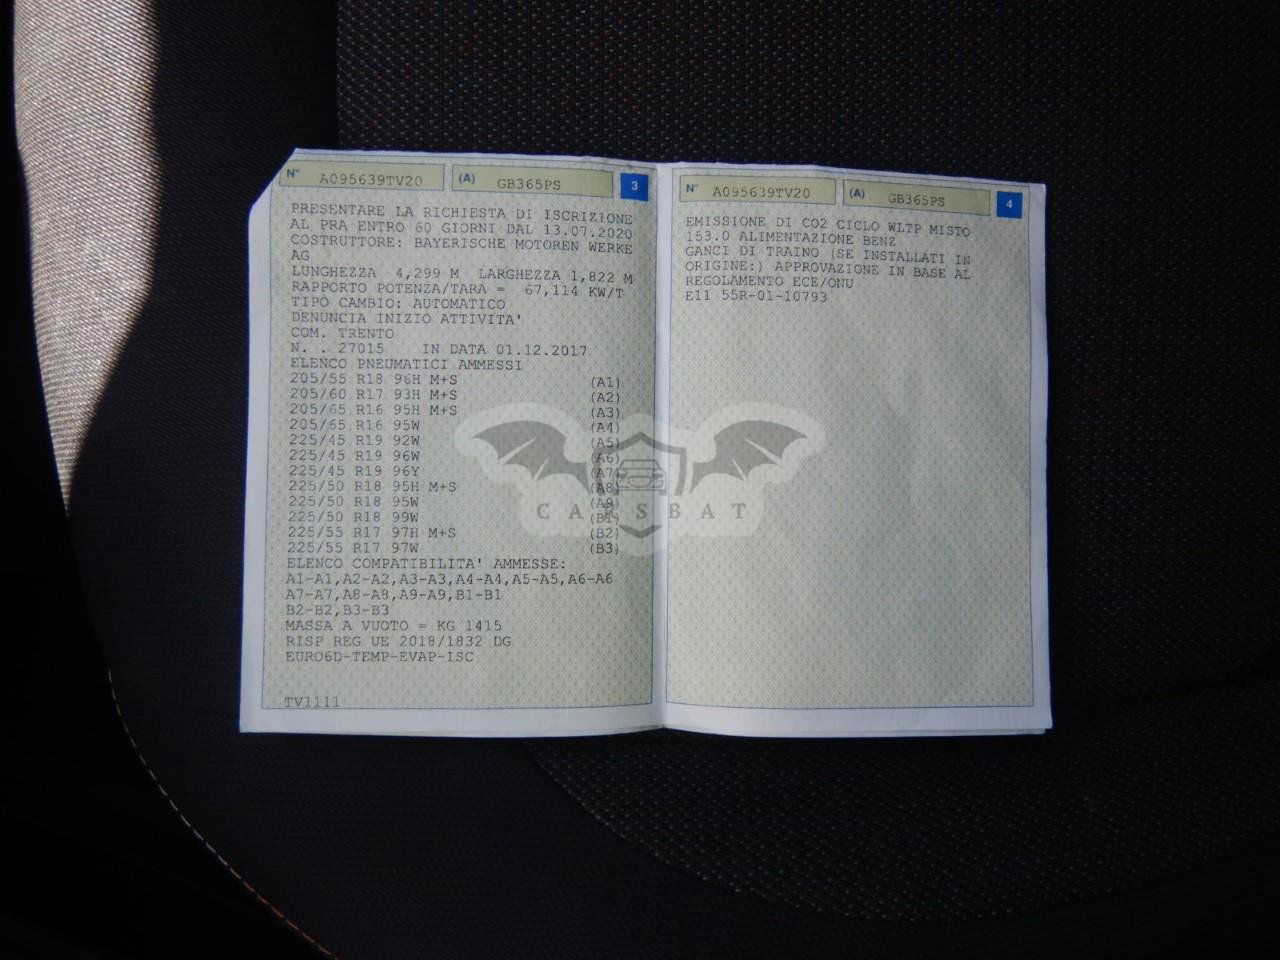 N° A095639TV20 (A) GB365PS 3
PRESENTARE LA RICHIESTA DI ISCRIZIONE
AL PRA ENTRO 60 GIORNI DAL 13.07.2020
COSTRUTTORE: BAYERISCHE MOTOREN WERKE
AG
LUNGHEZZA 4,299 M LARGHEZZA 1,822 M
RAPPORTO POTENZA/TARA = 67,114 KW/T
TIPO CAMBIO: AUTOMATICO
DENUNCIA INIZIO ATTIVITA'
COM. TRENTO
N. . 27015 IN DATA 01.12.2017
ELENCO PNEUMATICI AMMESSI
205/55 R18 96H M+S (A1)
205/60 R17 93H M+S (A2)
205/65 R16 95H M+S (A3)
205/65 R16 95W (A4)
225/45 R19 92W (A5)
225/45 R19 96W (A6)
225/45 R19 96Y (A7)
225/50 R18 95H M+S (A8)
225/50 R18 95W (A9)
225/50 R18 99W (B1)
225/55 R17 97H M+S (B2)
225/55 R17 97W (B3)
ELENCO COMPATIBILITA' AMMESSE:
A1-A1,A2-A2,A3-A3,A4-A4,A5-A5,A6-A6
A7-A7,A8-A8,A9-A9,B1-B1
B2-B2,B3-B3
MASSA A VUOTO = KG 1415
RISP REG UE 2018/1832 DG
EURO6D-TEMP-EVAP-ISC
TV1111
N° A095639TV20 (A) GB365PS 4
EMISSIONE DI CO2 CICLO WLTP MISTO
153.0 ALIMENTAZIONE BENZ
GANCI DI TRAINO (SE INSTALLATI IN
ORIGINE:) APPROVAZIONE IN BASE AL
REGOLAMENTO ECE/ONU
E11 55R-01-10793
CARSBAT